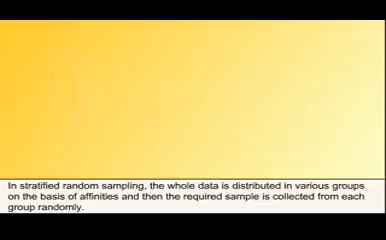 In stratified random sampling, the whole data is distributed in various groups
on the basis of affinities and then the required sample is collected from each
group randomly.